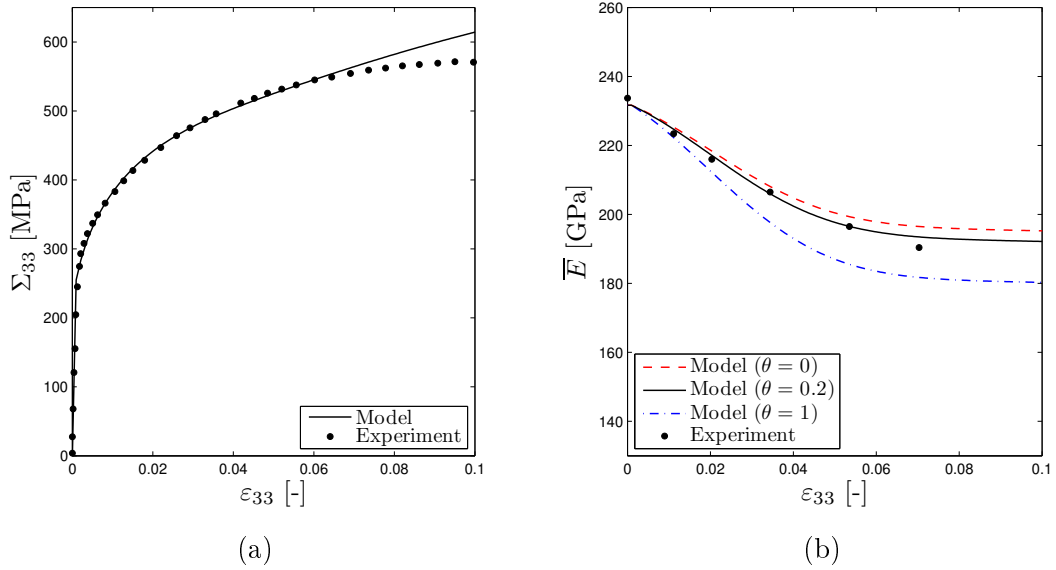 600
500
400
300
200
100
0
Σ33 [MPa]
0 0.02 0.04 0.06 0.08 0.1
ε33 [-]
Model
Experiment
(a)
260
240
220
200
180
160
140
E̅ [GPa]
0 0.02 0.04 0.06 0.08 0.1
ε33 [-]
Model (θ = 0)
Model (θ = 0.2)
Model (θ = 1)
Experiment
(b)